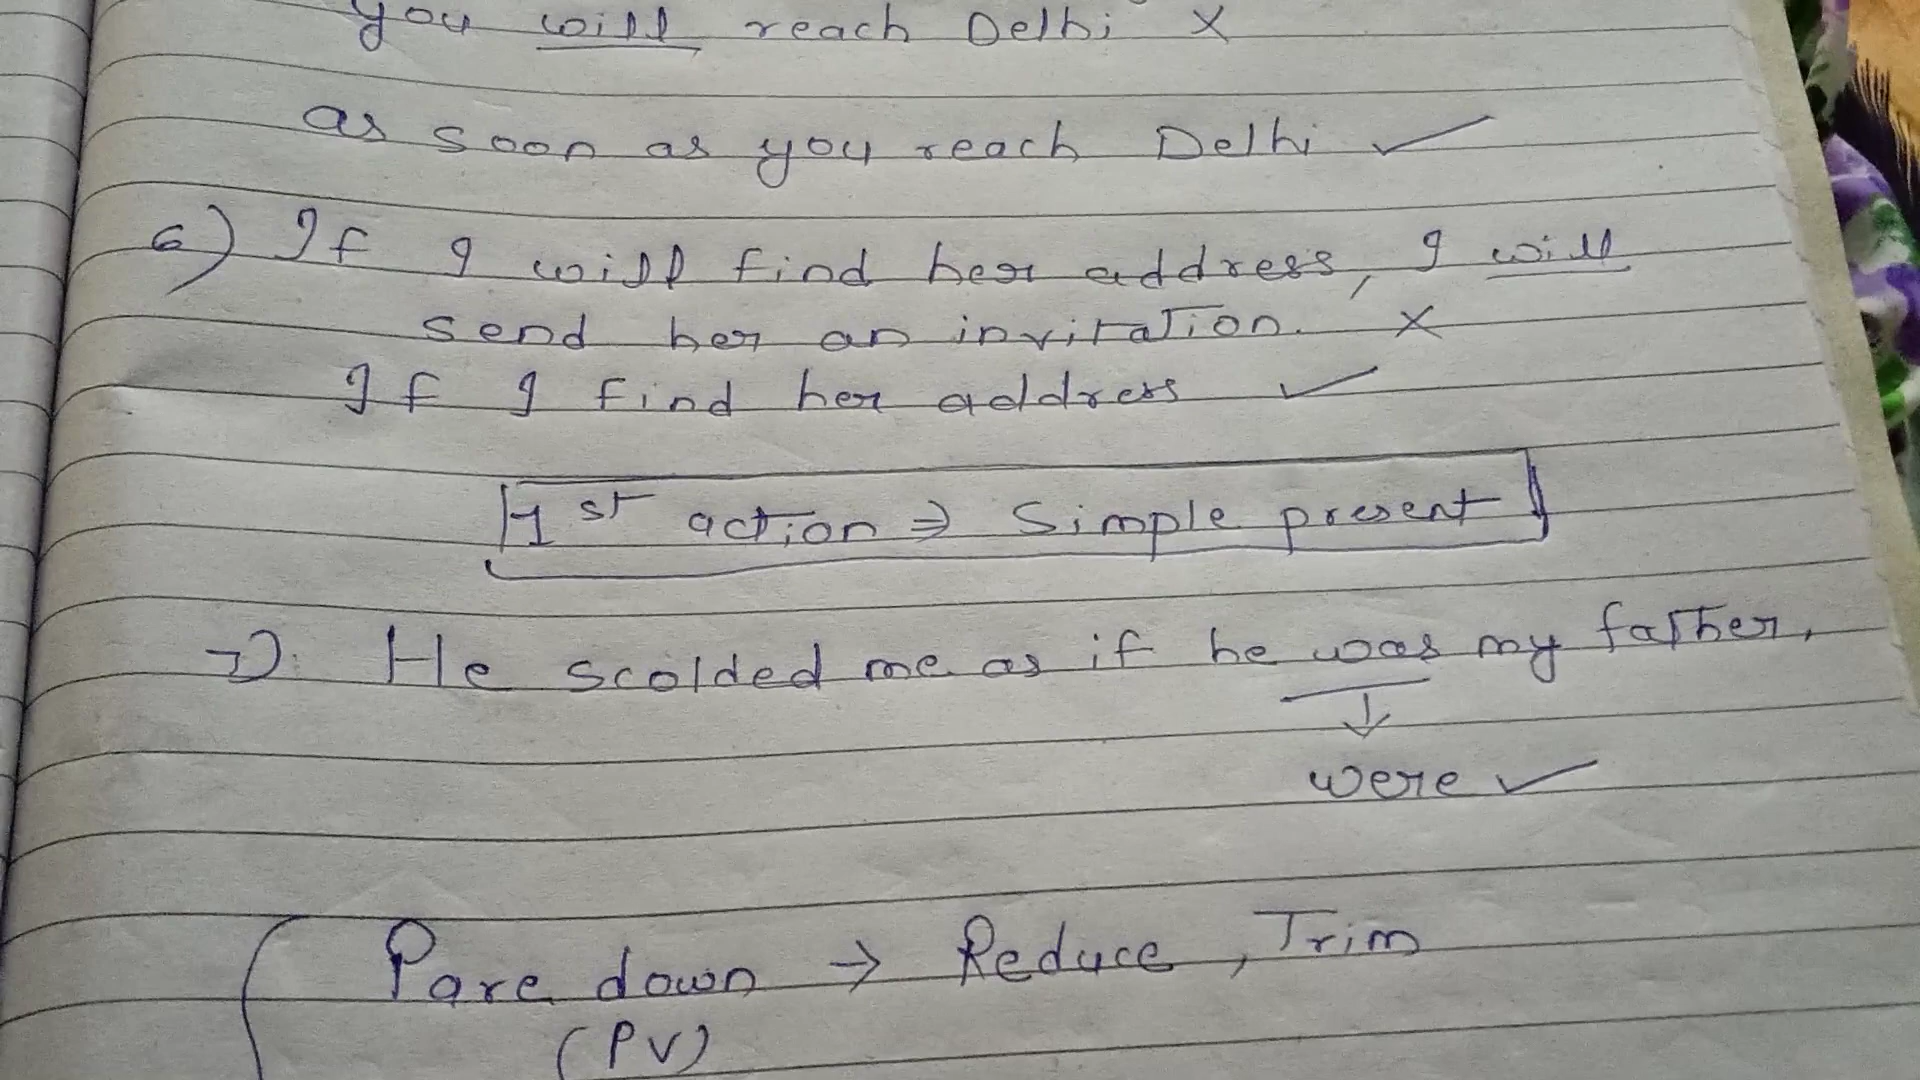 you will reach Delhi ×
as soon as you reach Delhi ✓
6) If I will find her address, I will
send her an invitation. ×
If I find her address ✓
1st action ⇒ Simple present
7). He scolded me as if he was my father.
↓
were ✓
Pare down → Reduce, Trim
(PV)